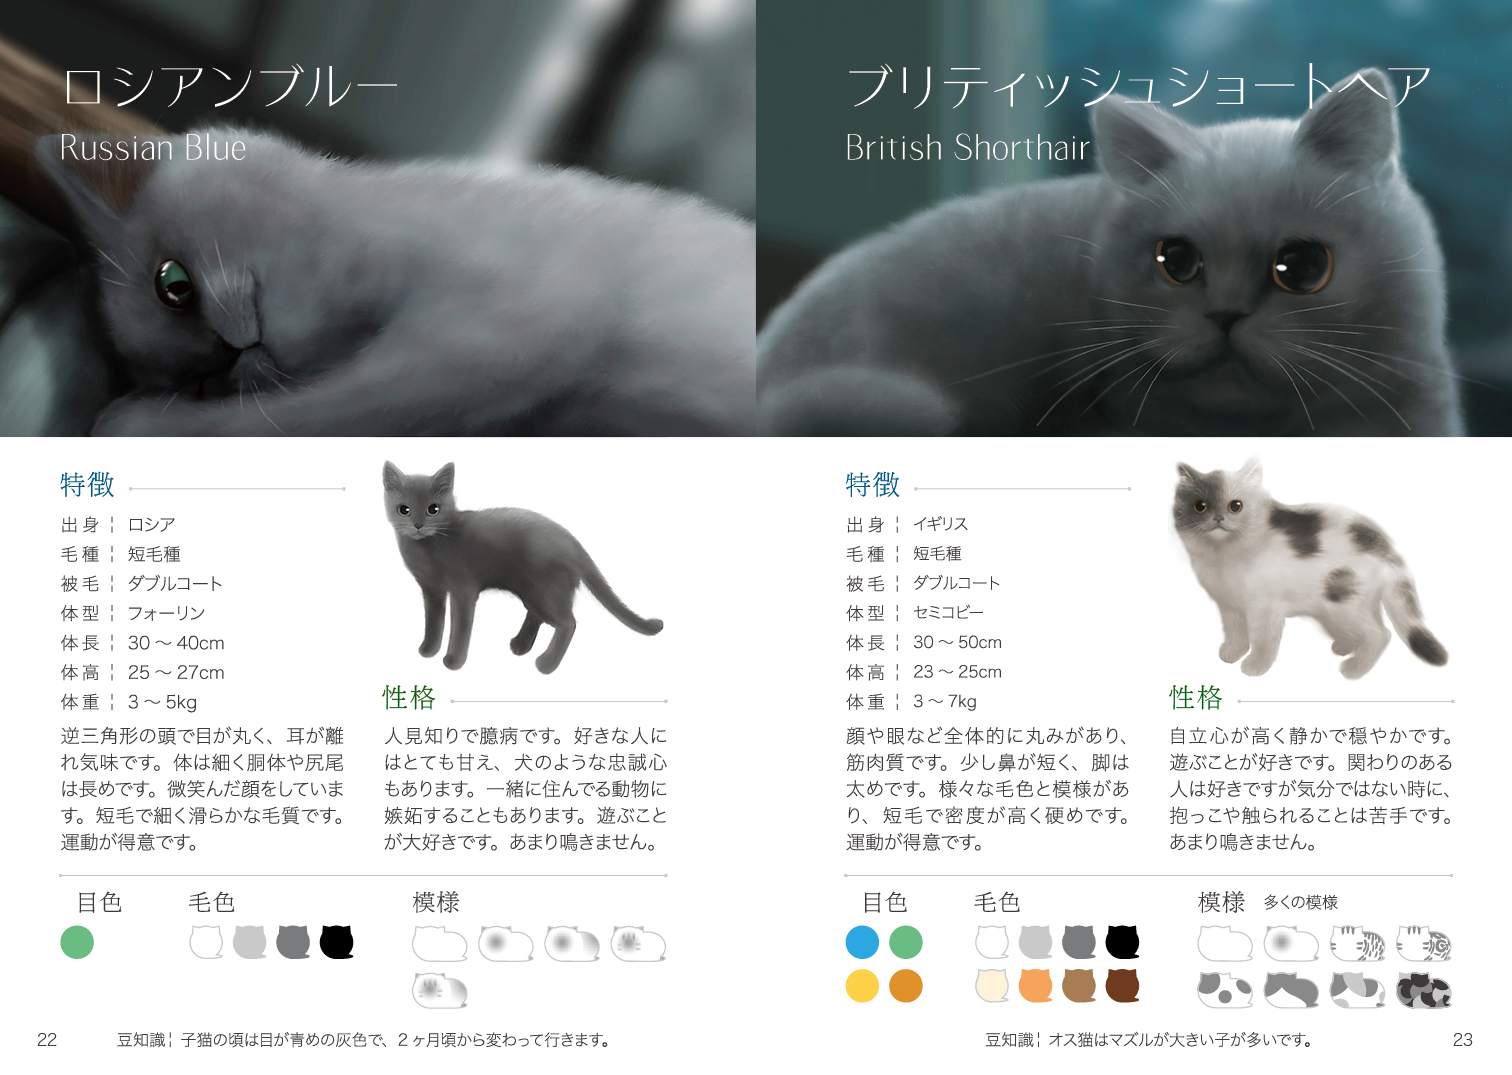 ロシアンブルー
Russian Blue
特徴
出身¦ ロシア
毛種¦ 短毛種
被毛¦ ダブルコート
体型¦ フォーリン
体長¦ 30 〜 40cm
体高¦ 25 〜 27cm
体重¦ 3 〜 5kg
逆三角形の頭で目が丸く、耳が離
れ気味です。体は細く胴体や尻尾
は長めです。微笑んだ顔をしていま
す。短毛で細く滑らかな毛質です。
運動が得意です。
性格
人見知りで臆病です。好きな人に
はとても甘え、犬のような忠誠心
もあります。一緒に住んでる動物に
嫉妬することもあります。遊ぶこと
が大好きです。あまり鳴きません。
目色
毛色
模様
22
豆知識¦ 子猫の頃は目が青めの灰色で、2ヶ月頃から変わって行きます。
ブリティッシュショートヘア
British Shorthair
特徴
出身¦ イギリス
毛種¦ 短毛種
被毛¦ ダブルコート
体型¦ セミコビー
体長¦ 30 〜 50cm
体高¦ 23 〜 25cm
体重¦ 3 〜 7kg
顔や眼など全体的に丸みがあり、
筋肉質です。少し鼻が短く、脚は
太めです。様々な毛色と模様があ
り、短毛で密度が高く硬めです。
運動が得意です。
性格
自立心が高く静かで穏やかです。
遊ぶことが好きです。関わりのある
人は好きですが気分ではない時に、
抱っこや触られることは苦手です。
あまり鳴きません。
目色
毛色
模様 多くの模様
豆知識¦ オス猫はマズルが大きい子が多いです。
23